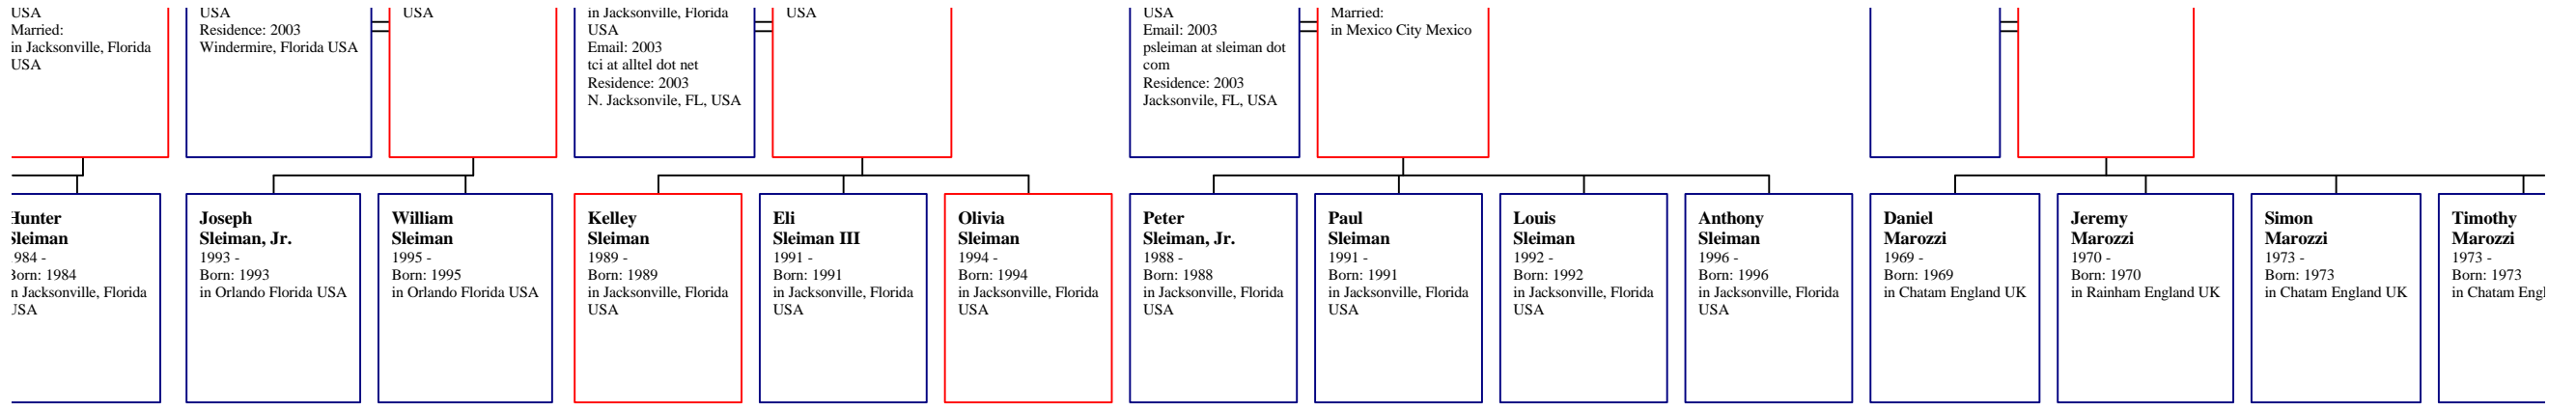 USA
Married:
in Jacksonville, Florida
USA
USA
Residence: 2003
Windermire, Florida USA
USA
in Jacksonville, Florida
USA
Email: 2003
tci at alltel dot net
Residence: 2003
N. Jacksonvile, FL, USA
USA
USA
Email: 2003
psleiman at sleiman dot
com
Residence: 2003
Jacksonvile, FL, USA
Married:
in Mexico City Mexico
Hunter
Sleiman
984 -
Born: 1984
n Jacksonville, Florida
USA
Joseph
Sleiman, Jr.
1993 -
Born: 1993
in Orlando Florida USA
William
Sleiman
1995 -
Born: 1995
in Orlando Florida USA
Kelley
Sleiman
1989 -
Born: 1989
in Jacksonville, Florida
USA
Eli
Sleiman III
1991 -
Born: 1991
in Jacksonville, Florida
USA
Olivia
Sleiman
1994 -
Born: 1994
in Jacksonville, Florida
USA
Peter
Sleiman, Jr.
1988 -
Born: 1988
in Jacksonville, Florida
USA
Paul
Sleiman
1991 -
Born: 1991
in Jacksonville, Florida
USA
Louis
Sleiman
1992 -
Born: 1992
in Jacksonville, Florida
USA
Anthony
Sleiman
1996 -
Born: 1996
in Jacksonville, Florida
USA
Daniel
Marozzi
1969 -
Born: 1969
in Chatam England UK
Jeremy
Marozzi
1970 -
Born: 1970
in Rainham England UK
Simon
Marozzi
1973 -
Born: 1973
in Chatam England UK
Timothy
Marozzi
1973 -
Born: 1973
in Chatam Engl